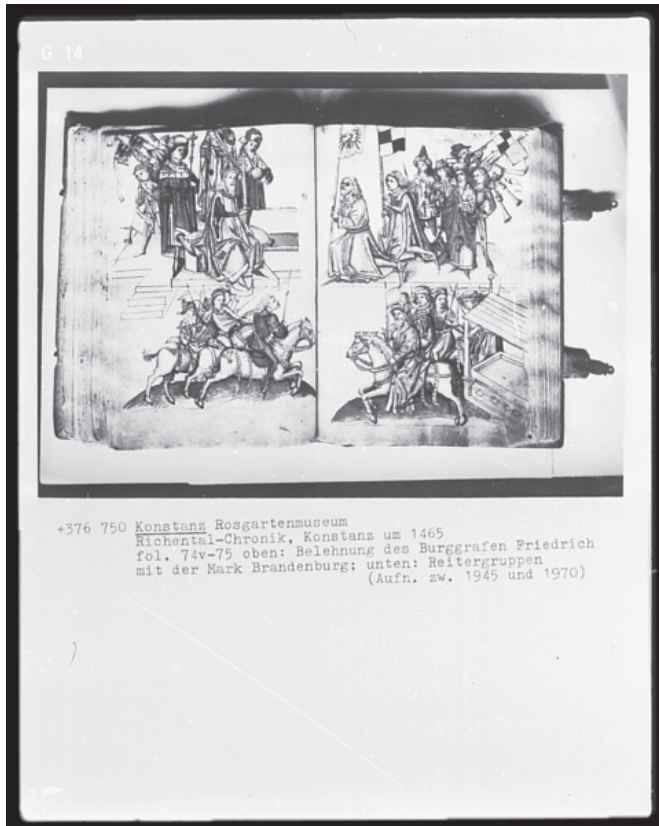 G 14
+376 750 Konstanz Rosgartenmuseum
Richental-Chronik, Konstanz um 1465
fol. 74v-75 oben: Belehnung des Burggrafen Friedrich
mit der Mark Brandenburg; unten: Reitergruppen
(Aufn. zw. 1945 und 1970)